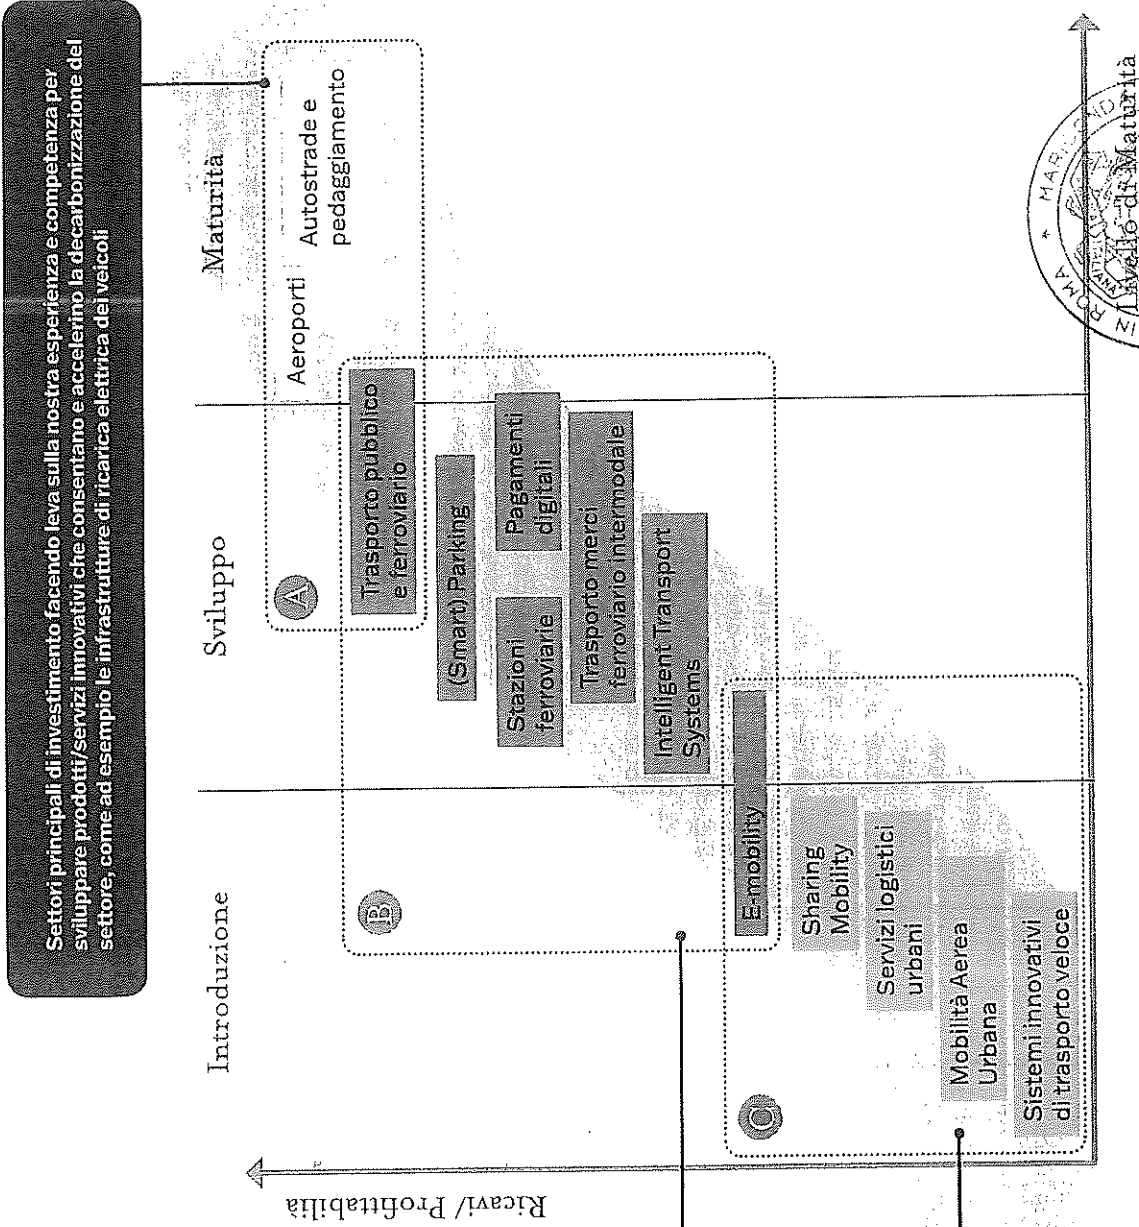 Settori principali di investimento facendo leva sulla nostra esperienza e competenza per
sviluppare prodotti/servizi innovativi che consentano e accelerino la decarbonizzazione del
settore, come ad esempio le infrastrutture di ricarica elettrica dei veicoli
Introduzione
Sviluppo
Maturità
Ricavi/ Profittabilià
A
Aeroporti
Autostrade e
pedaggiamento
B
Trasporto pubblico
e ferroviario
(Smart) Parking
Stazioni
ferroviarie
Pagamenti
digitali
Trasporto merci
ferroviario intermodale
Intelligent Transport
Systems
C
E-mobility
Sharing
Mobility
Servizi logistici
urbani
Mobilità Aerea
Urbana
Sistemi innovativi
di trasporto veloce
Livello di Maturità
IN ROMA